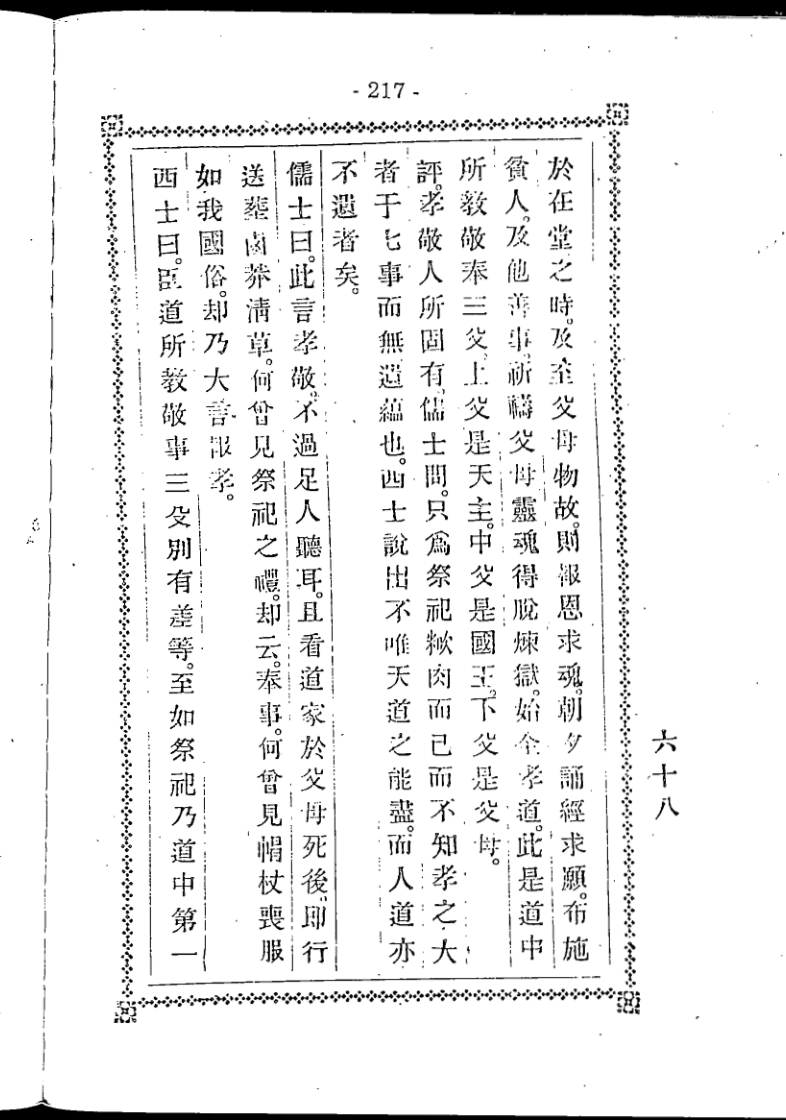 - 217 -
六十八
於在堂之時。及至父母物故。則報恩求魂。朝夕誦經求願。布施
貧人。及他善事。祈禱父母靈魂得脫煉獄。始全孝道。此是道中
所教敬奉三父。上父是天主。中父是國王。下父是父母。
評。孝敬人所固有。儒士問。只爲祭祀歟肉而已而不知孝之大
者于七事而無遺蘊也。西士說出不唯天道之能盡。而人道亦
不遺者矣。
儒士曰。此言孝敬。不過足人聽耳。且看道家於父母死後。即行
送葬鹵莽清草。何曾見祭祀之禮。却云。奉事。何曾見帽杖喪服
如我國俗。却乃大善報孝。
西士曰。臣道所教敬事三父別有差等。至如祭祀乃道中第一